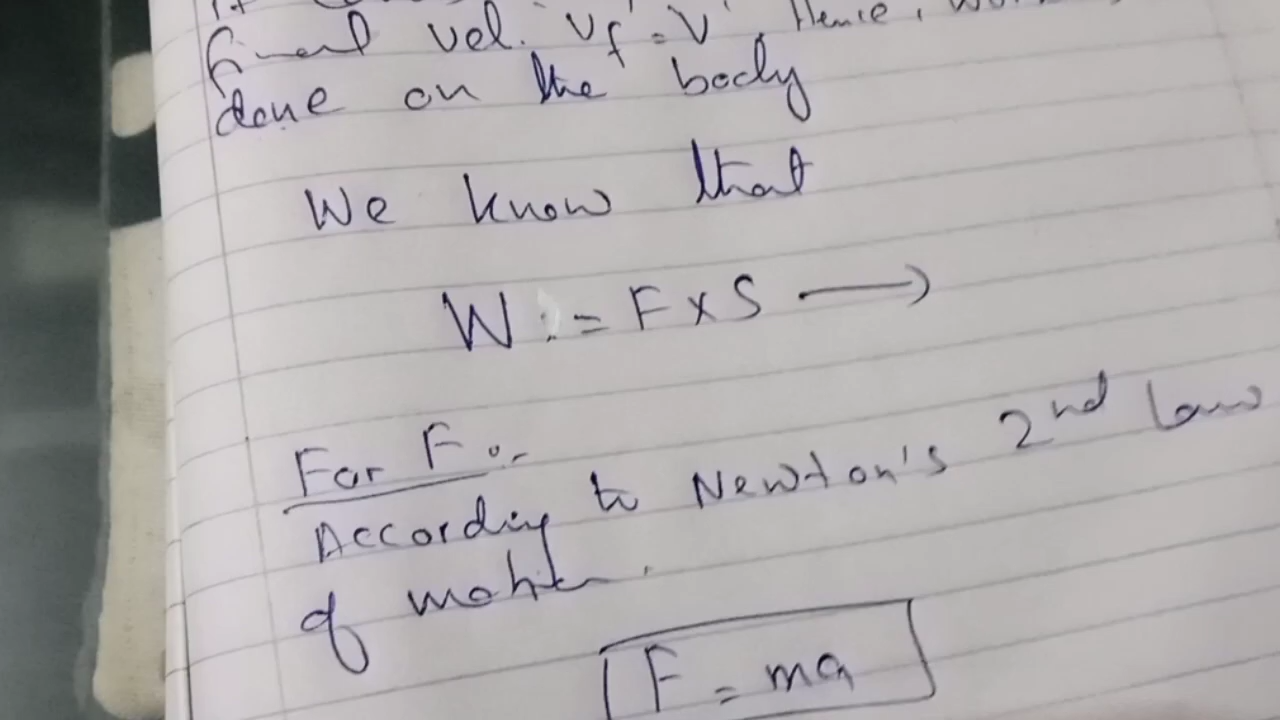 final vel. Vf = V . Hence,
done on the body
We know that
W = F x S →
For F :-
According to Newton's 2nd law
of motion.
F = ma